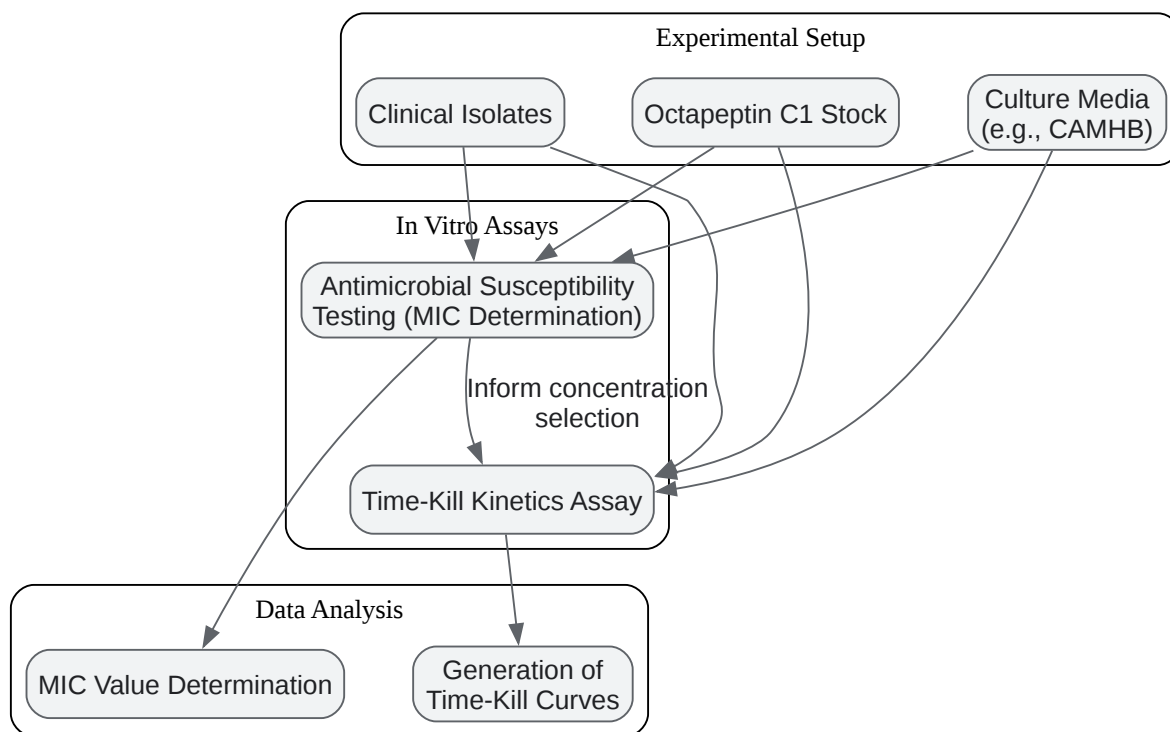 Experimental Setup
Clinical Isolates
Octapeptin C1 Stock
Culture Media
(e.g., CAMHB)
In Vitro Assays
Antimicrobial Susceptibility
Testing (MIC Determination)
Inform concentration
selection
Time-Kill Kinetics Assay
Data Analysis
MIC Value Determination
Generation of
Time-Kill Curves